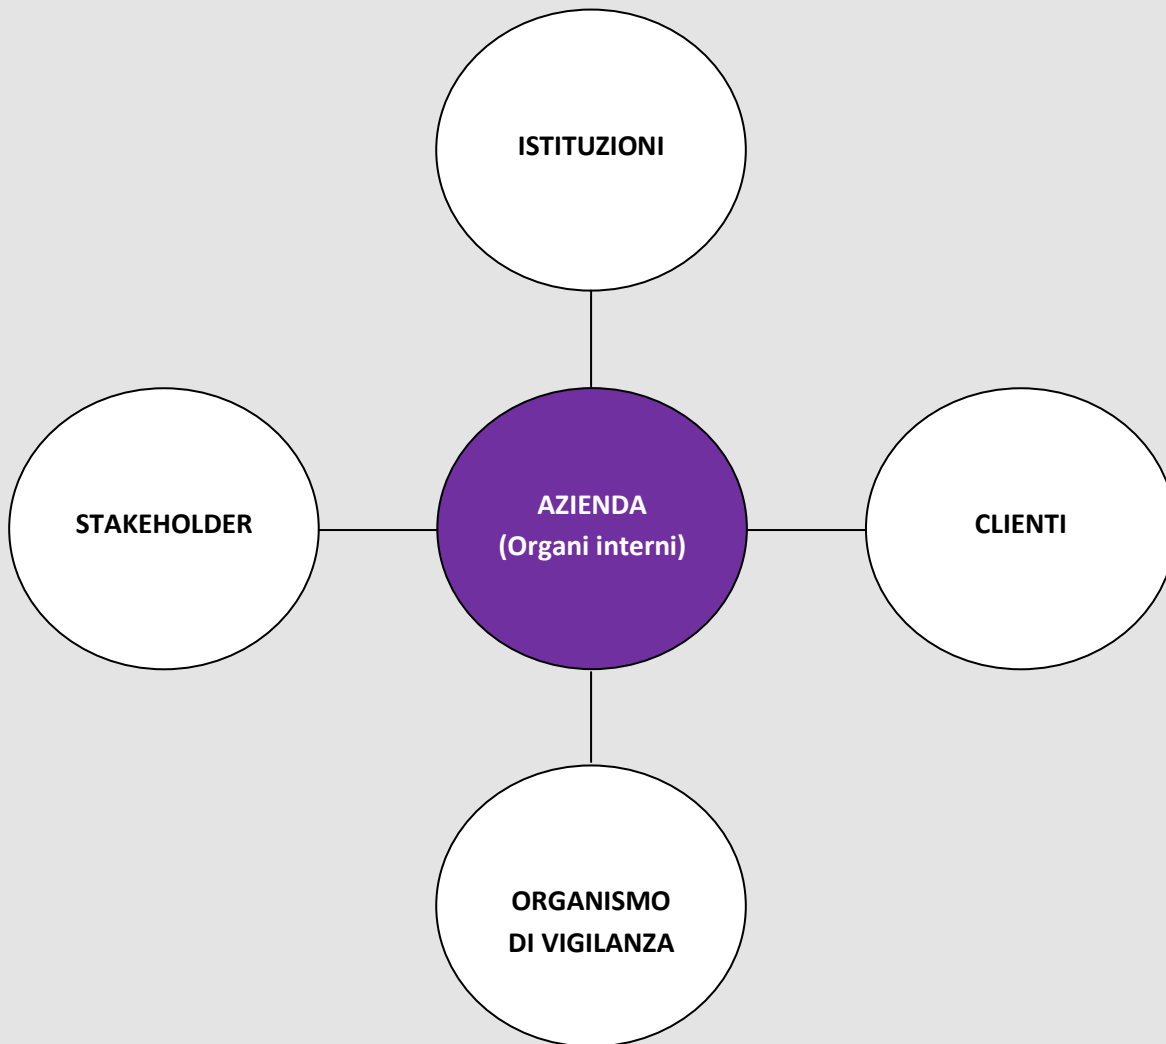 ISTITUZIONI
STAKEHOLDER
AZIENDA
(Organi interni)
CLIENTI
ORGANISMO
DI VIGILANZA